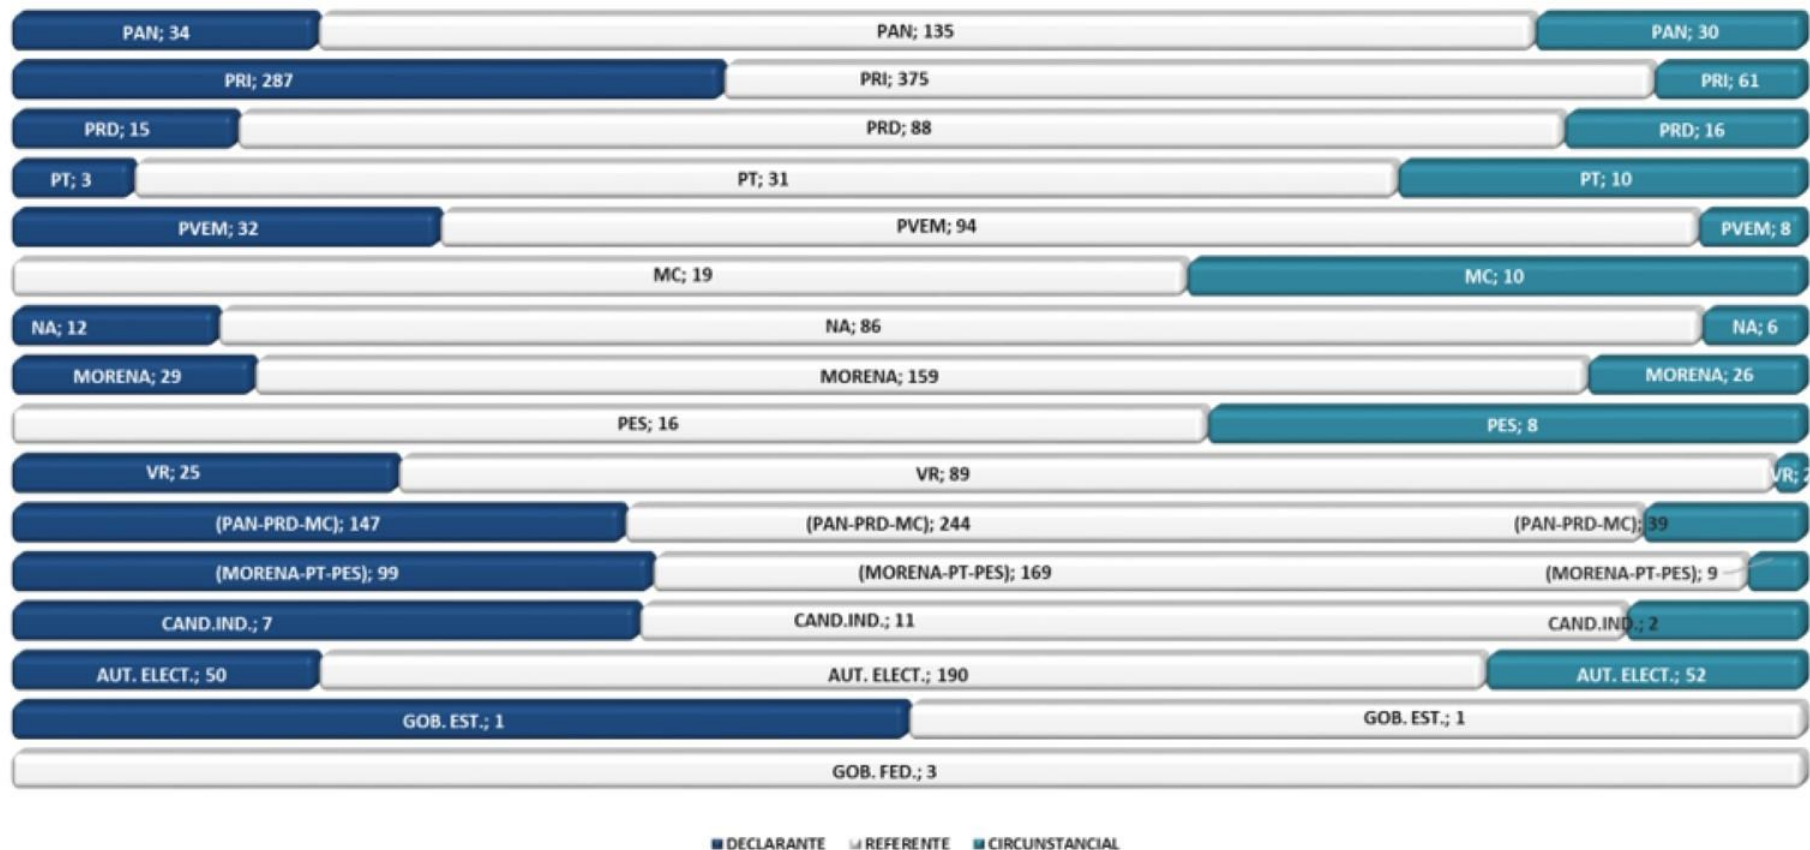 PAN; 34 PAN; 135 PAN; 30
PRI; 287 PRI; 375 PRI; 61
PRD; 15 PRD; 88 PRD; 16
PT; 3 PT; 31 PT; 10
PVEM; 32 PVEM; 94 PVEM; 8
MC; 19 MC; 10
NA; 12 NA; 86 NA; 6
MORENA; 29 MORENA; 159 MORENA; 26
PES; 16 PES; 8
VR; 25 VR; 89 VR; 2
(PAN-PRD-MC); 147 (PAN-PRD-MC); 244 (PAN-PRD-MC); 39
(MORENA-PT-PES); 99 (MORENA-PT-PES); 169 (MORENA-PT-PES); 9
CAND.IND.; 7 CAND.IND.; 11 CAND.IND.; 2
AUT. ELECT.; 50 AUT. ELECT.; 190 AUT. ELECT.; 52
GOB. EST.; 1 GOB. EST.; 1
GOB. FED.; 3
DECLARANTE REFERENTE CIRCUNSTANCIAL